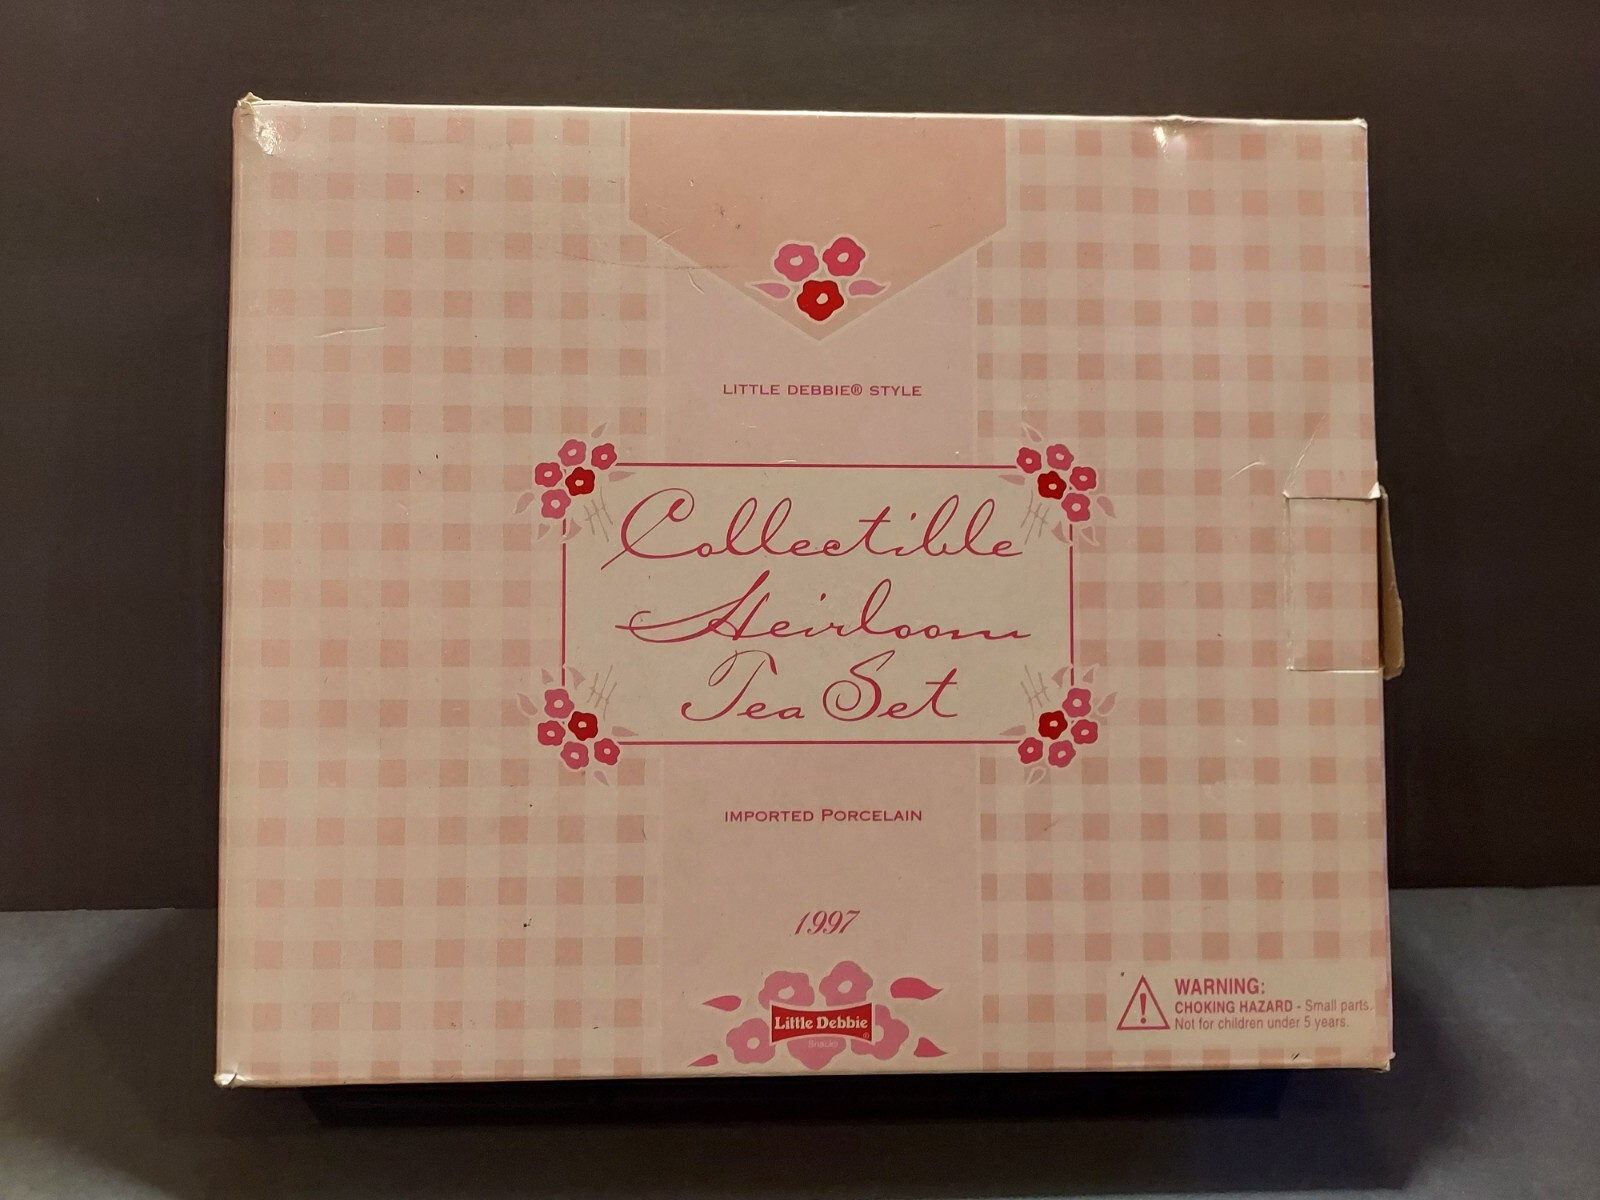 LITTLE DEBBIE® STYLE
Collectible
Heirloom
Tea Set
IMPORTED PORCELAIN
1997
Little Debbie®
Snacks
WARNING:
CHOKING HAZARD - Small parts.
Not for children under 5 years.